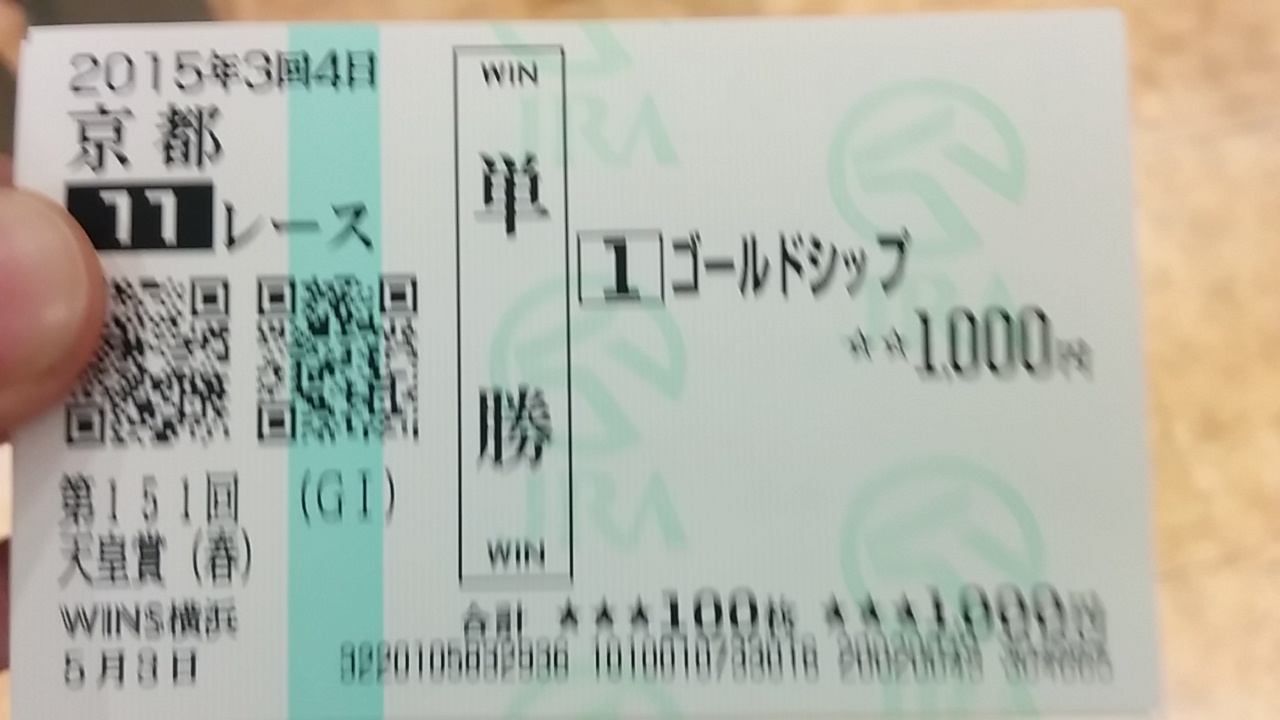 2015年3回4日
京都
11レース
第151回 (GI)
天皇賞(春)
WINS横浜
5月3日
WIN
単勝
WIN
1 ゴールドシップ
☆☆1,000円
合計 ★★★100枚 ★★★1,000円
JRA
JRA